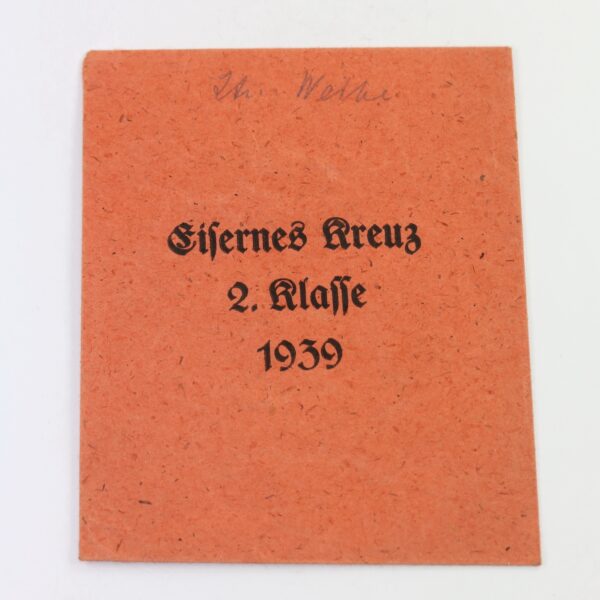 Eiſernes Kreuz
2. Klaſſe
1939